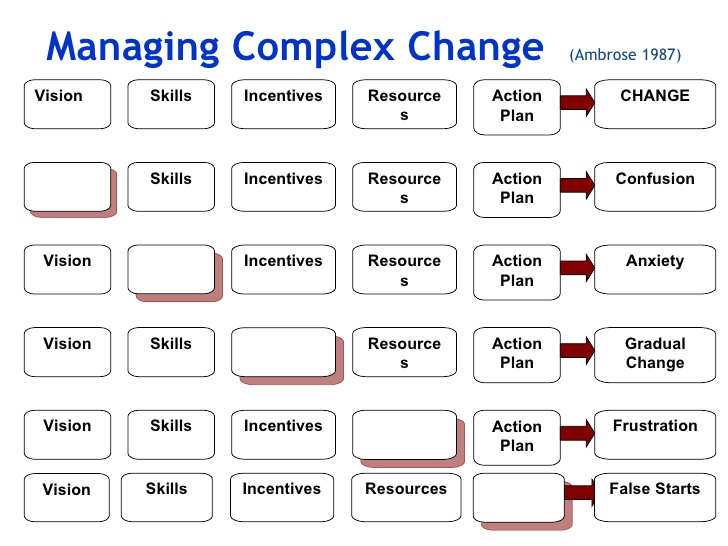 Managing Complex Change (Ambrose 1987)
Vision
Skills
Incentives
Resource
s
Action
Plan
CHANGE
Skills
Incentives
Resource
s
Action
Plan
Confusion
Vision
Incentives
Resource
s
Action
Plan
Anxiety
Vision
Skills
Resource
s
Action
Plan
Gradual
Change
Vision
Skills
Incentives
Action
Plan
Frustration
Vision
Skills
Incentives
Resources
False Starts